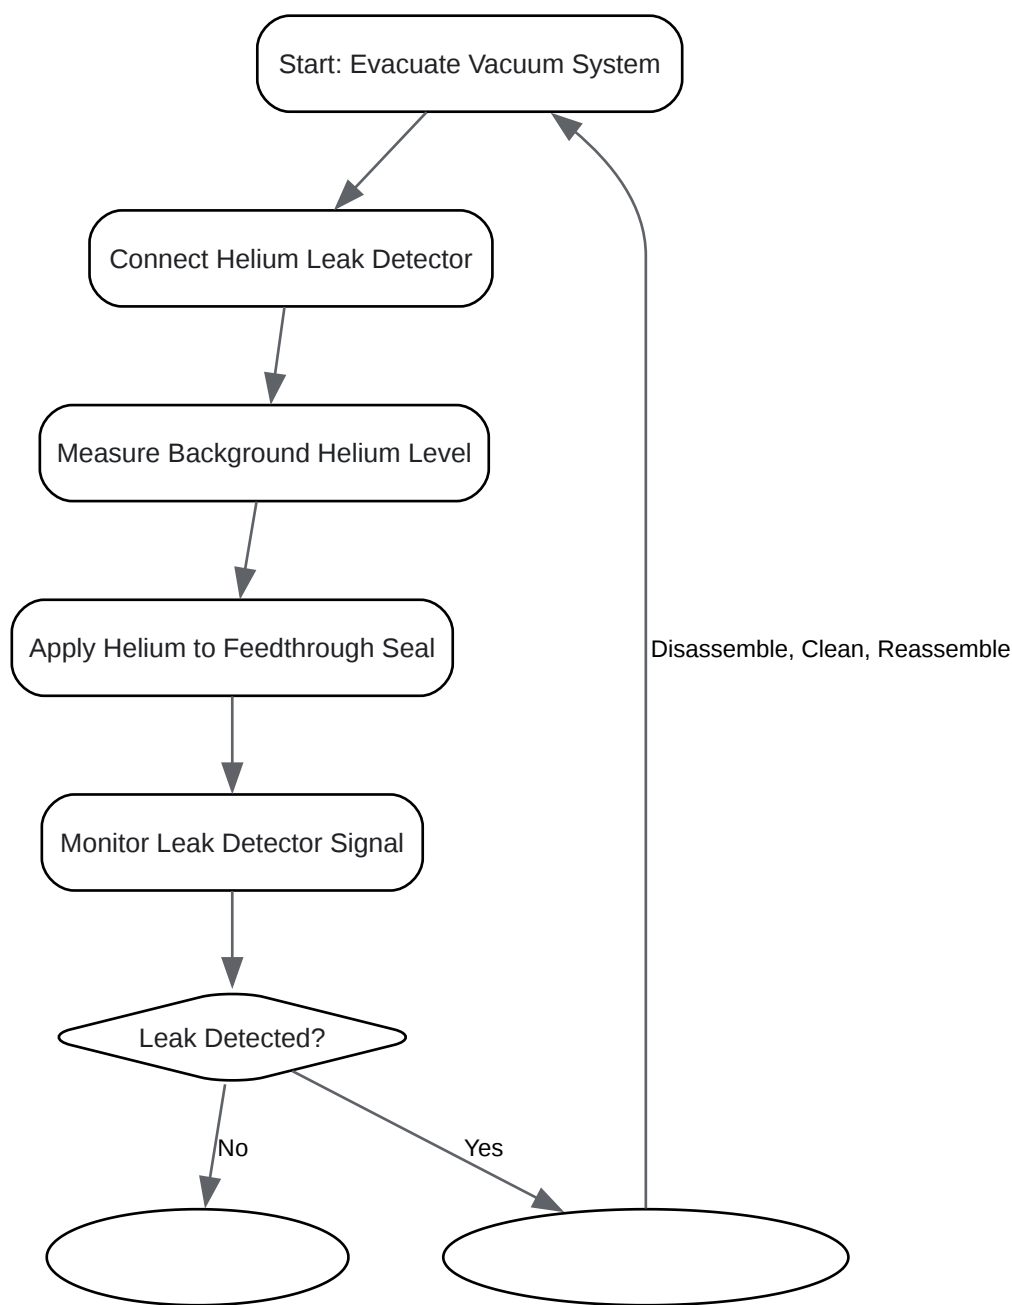 Start: Evacuate Vacuum System
Connect Helium Leak Detector
Measure Background Helium Level
Apply Helium to Feedthrough Seal
Disassemble, Clean, Reassemble
Monitor Leak Detector Signal
Leak Detected?
No
Yes